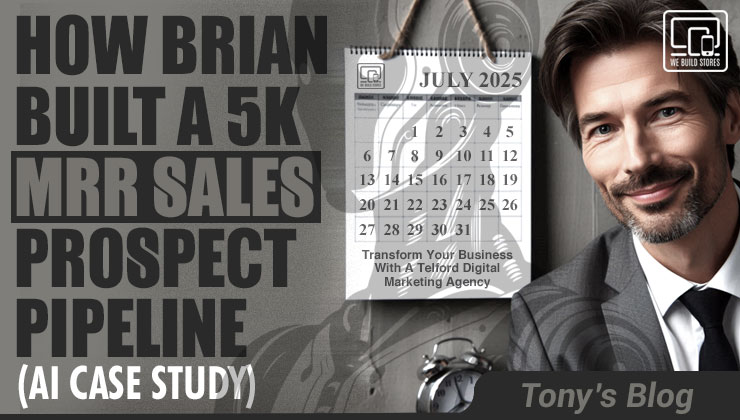 HOW BRIAN
BUILT A 5K
MRR SALES
PROSPECT
PIPELINE
(AI CASE STUDY)
WE BUILD STORES
JULY 2025
1 2 3 4 5
6 7 8 9 10 11 12
13 14 15 16 17 18 19
20 21 22 23 24 25 26
27 28 29 30 31
Transform Your Business
With A Telford Digital
Marketing Agency
WE BUILD STORES
Tony's Blog